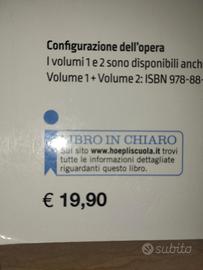 Configurazione dell'opera
I volumi 1 e 2 sono disponibili anch
Volume 1 + Volume 2: ISBN 978-88-
LIBRO IN CHIARO
Sul sito www.hoepliscuola.it trovi
tutte le informazioni dettagliate
riguardanti questo libro.
€ 19,90
subito